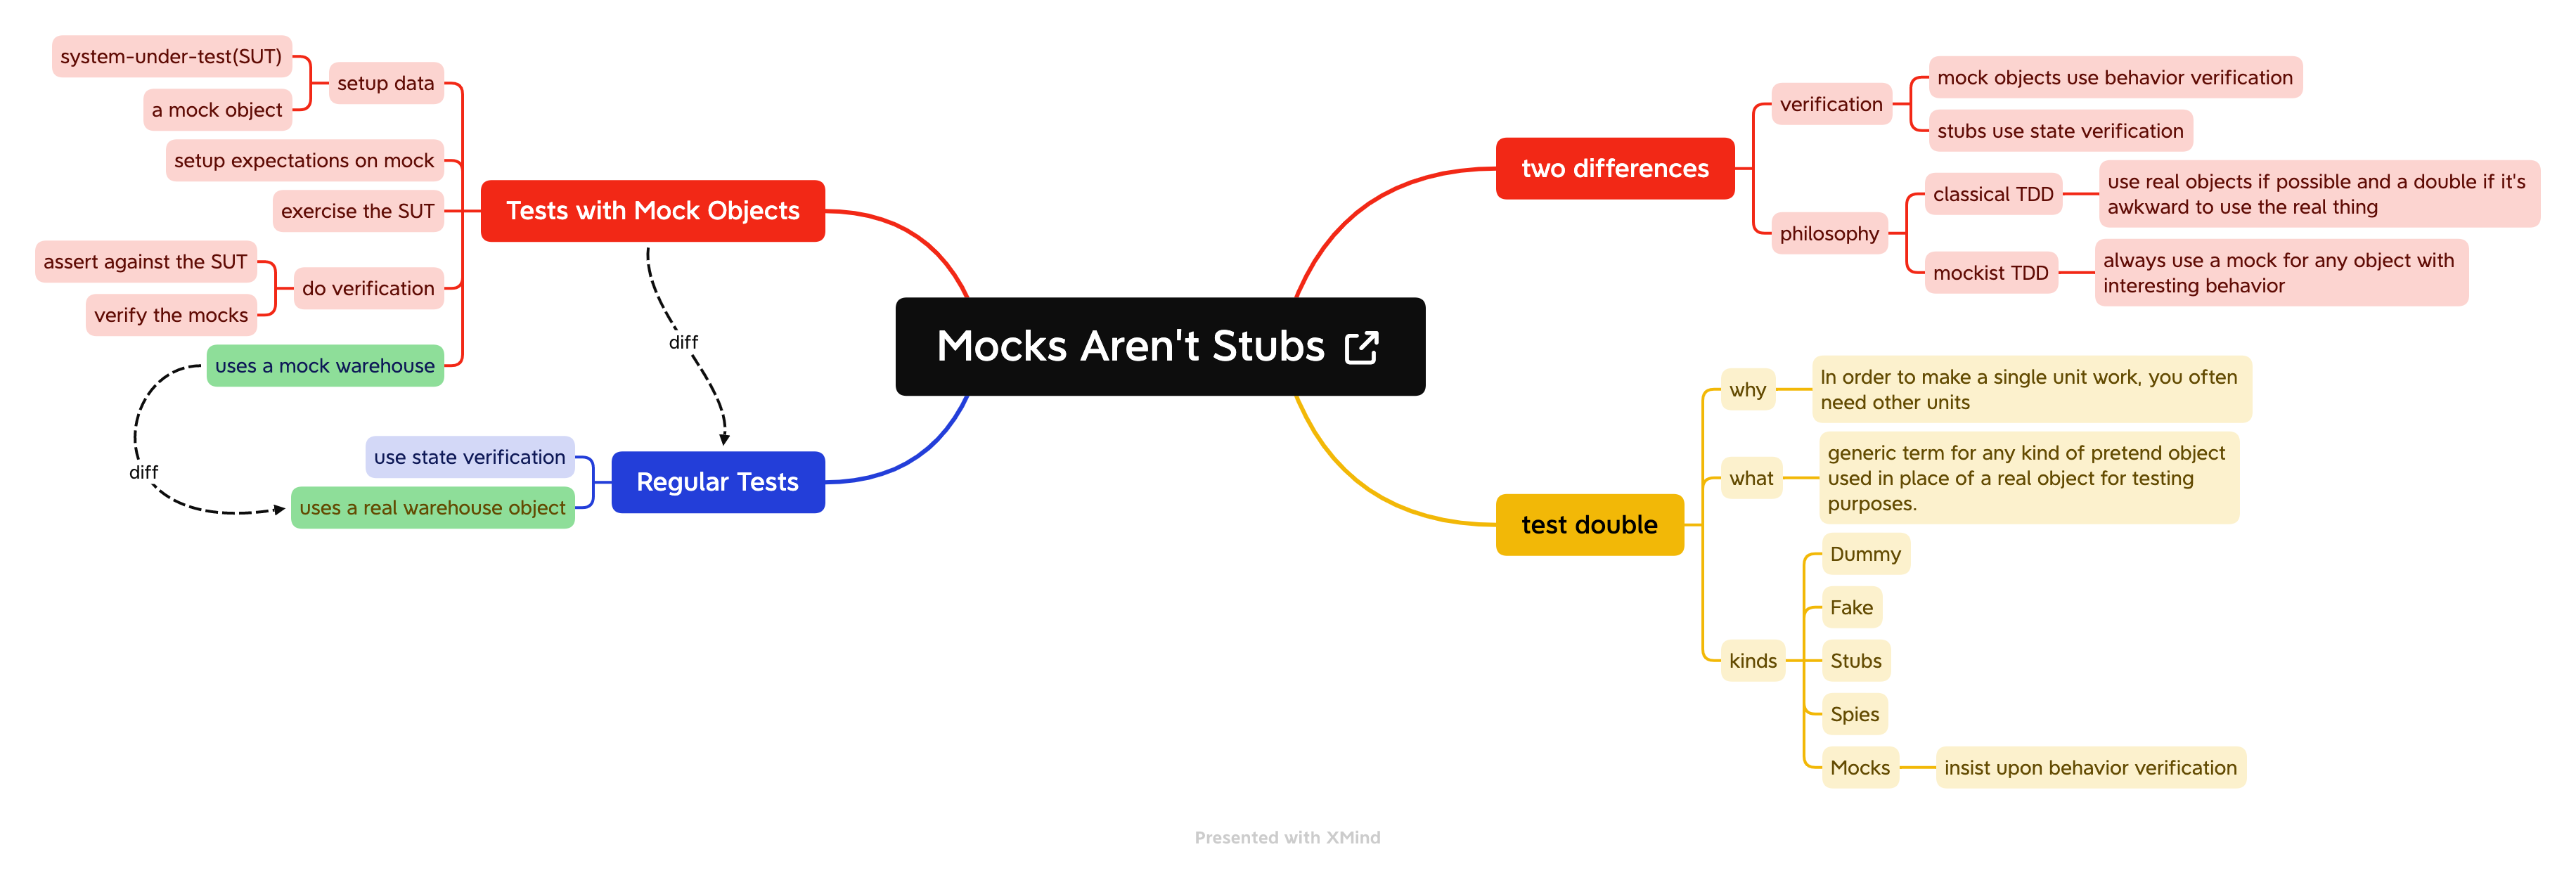 Mocks Aren't Stubs
two differences
verification
mock objects use behavior verification
stubs use state verification
philosophy
classical TDD
use real objects if possible and a double if it's
awkward to use the real thing
mockist TDD
always use a mock for any object with
interesting behavior
test double
why
In order to make a single unit work, you often
need other units
what
generic term for any kind of pretend object
used in place of a real object for testing
purposes.
kinds
Dummy
Fake
Stubs
Spies
Mocks
insist upon behavior verification
Tests with Mock Objects
setup data
system-under-test(SUT)
a mock object
setup expectations on mock
exercise the SUT
do verification
assert against the SUT
verify the mocks
uses a mock warehouse
diff
diff
Regular Tests
use state verification
uses a real warehouse object
Presented with XMind